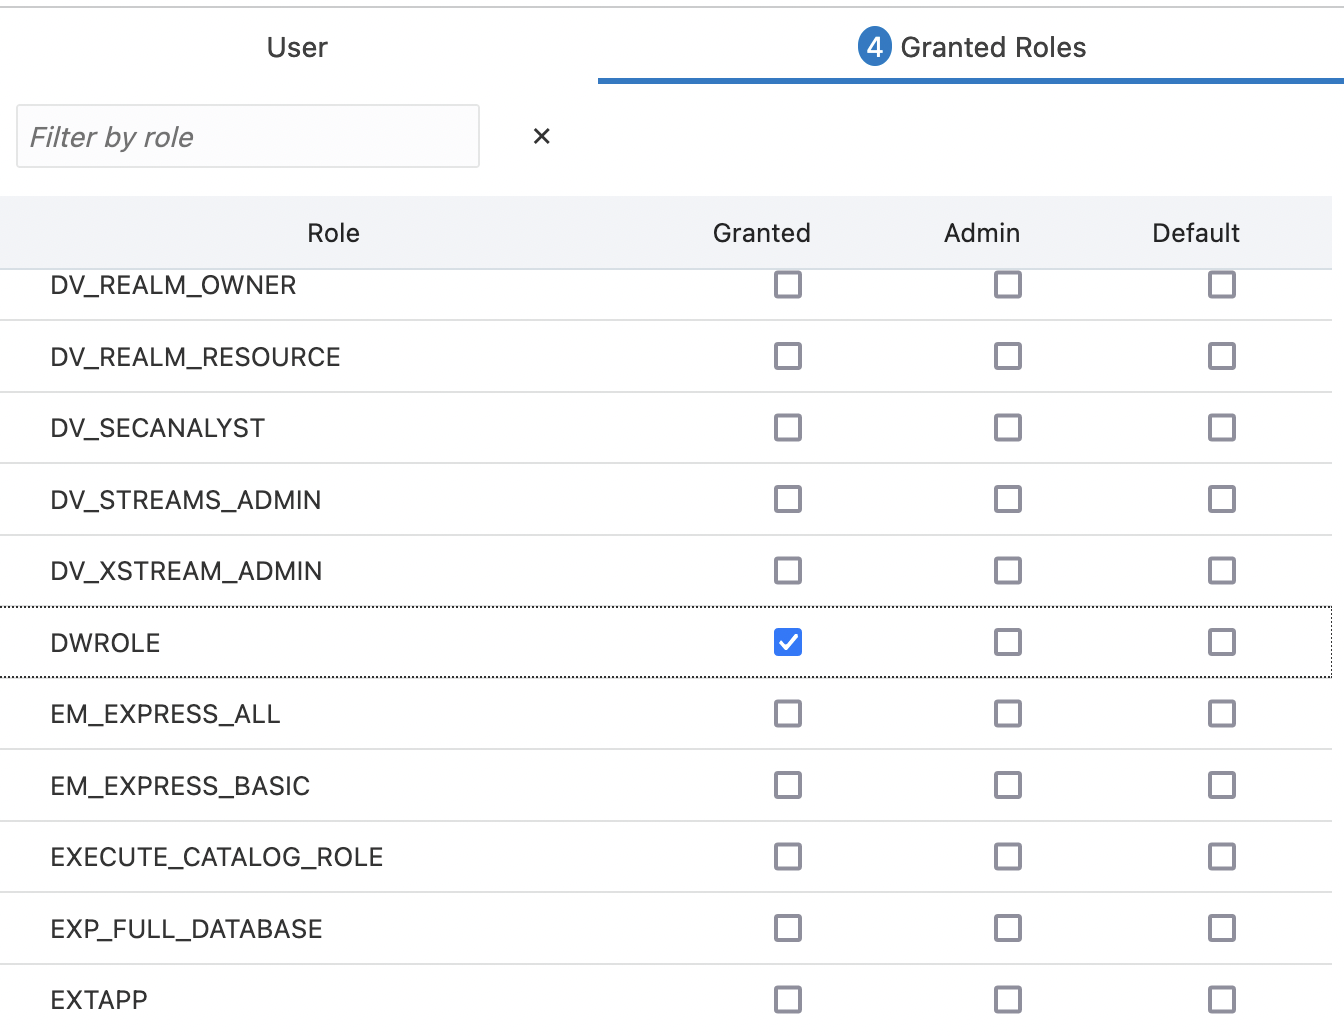 User
4 Granted Roles
Filter by role
Role Granted Admin Default
DV_REALM_OWNER
DV_REALM_RESOURCE
DV_SECANALYST
DV_STREAMS_ADMIN
DV_XSTREAM_ADMIN
DWROLE
EM_EXPRESS_ALL
EM_EXPRESS_BASIC
EXECUTE_CATALOG_ROLE
EXP_FULL_DATABASE
EXTAPP